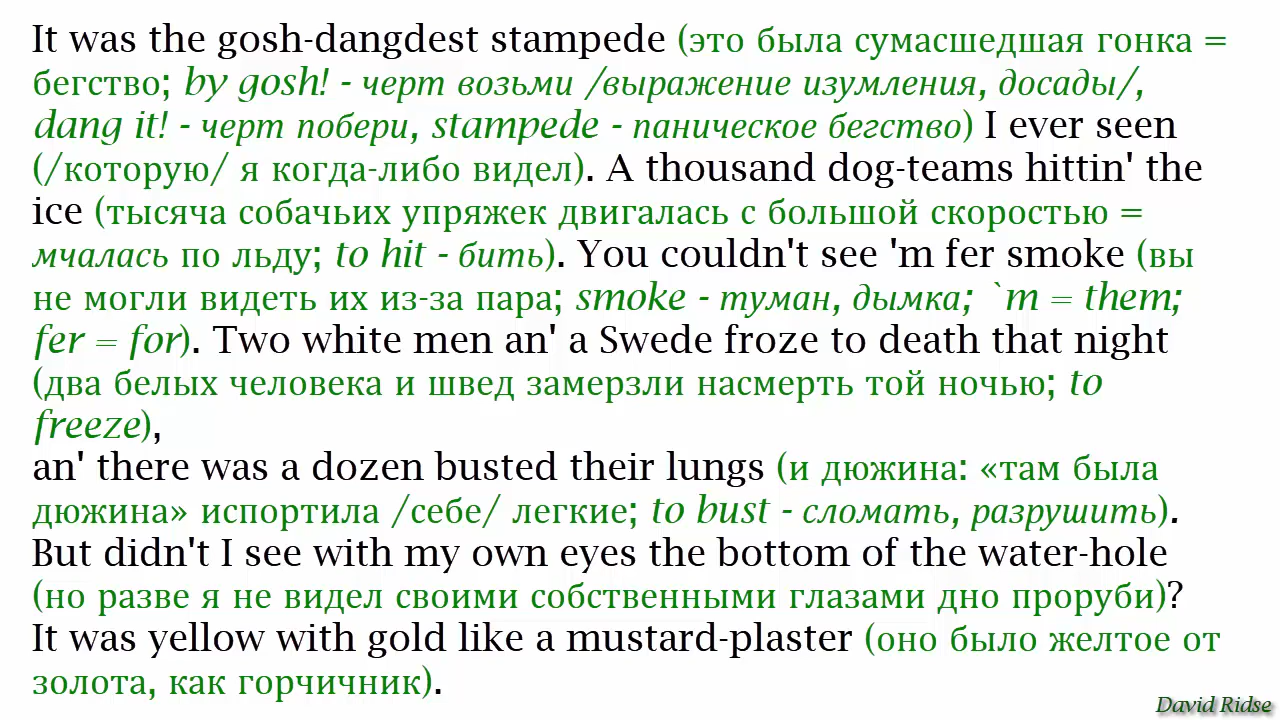 It was the gosh-dangdest stampede (это была сумасшедшая гонка =
бегство; by gosh! - черт возьми /выражение изумления, досады/,
dang it! - черт побери, stampede - паническое бегство) I ever seen
(/которую/ я когда-либо видел). A thousand dog-teams hittin' the
ice (тысяча собачьих упряжек двигалась с большой скоростью =
мчалась по льду; to hit - бить). You couldn't see 'm fer smoke (вы
не могли видеть их из-за пара; smoke - туман, дымка; `m = them;
fer = for). Two white men an' a Swede froze to death that night
(два белых человека и швед замерзли насмерть той ночью; to
freeze),
an' there was a dozen busted their lungs (и дюжина: «там была
дюжина» испортила /себе/ легкие; to bust - сломать, разрушить).
But didn't I see with my own eyes the bottom of the water-hole
(но разве я не видел своими собственными глазами дно проруби)?
It was yellow with gold like a mustard-plaster (оно было желтое от
золота, как горчичник).
David Ridse